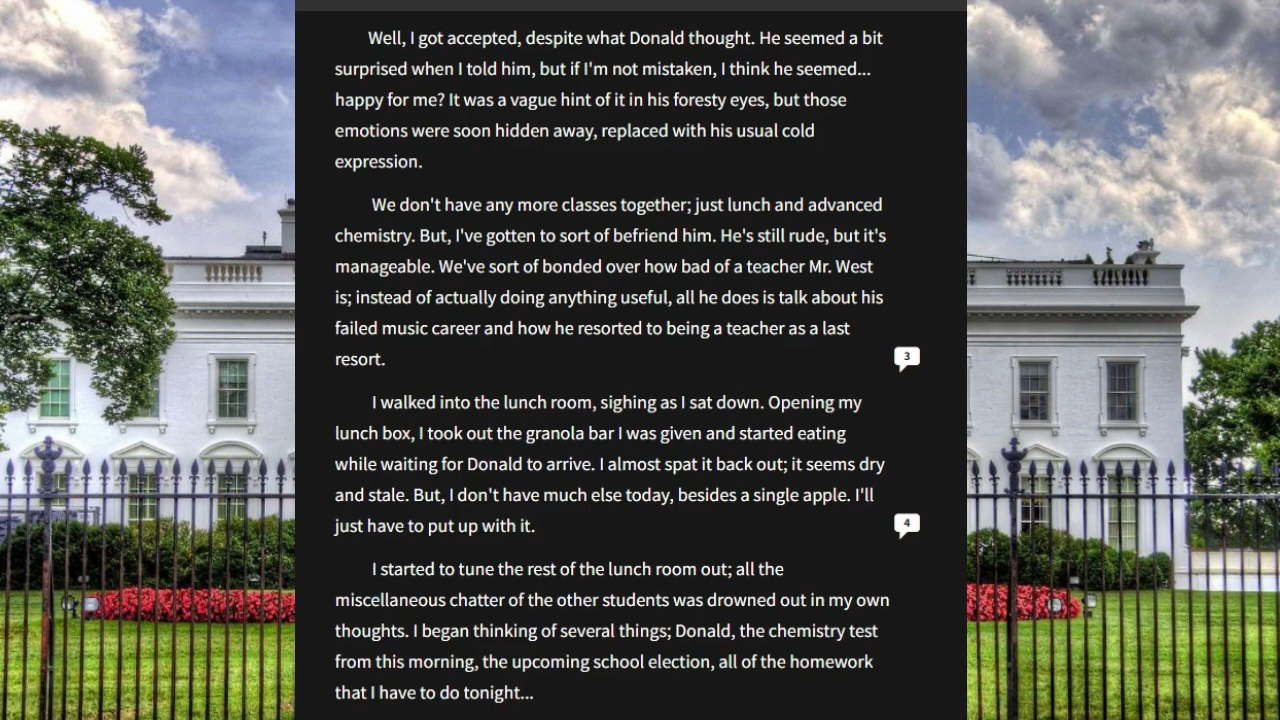 Well, I got accepted, despite what Donald thought. He seemed a bit
surprised when I told him, but if I'm not mistaken, I think he seemed...
happy for me? It was a vague hint of it in his foresty eyes, but those
emotions were soon hidden away, replaced with his usual cold
expression.
We don't have any more classes together; just lunch and advanced
chemistry. But, I've gotten to sort of befriend him. He's still rude, but it's
manageable. We've sort of bonded over how bad of a teacher Mr. West
is; instead of actually doing anything useful, all he does is talk about his
failed music career and how he resorted to being a teacher as a last
resort.
3
I walked into the lunch room, sighing as I sat down. Opening my
lunch box, I took out the granola bar I was given and started eating
while waiting for Donald to arrive. I almost spat it back out; it seems dry
and stale. But, I don't have much else today, besides a single apple. I'll
just have to put up with it.
4
I started to tune the rest of the lunch room out; all the
miscellaneous chatter of the other students was drowned out in my own
thoughts. I began thinking of several things; Donald, the chemistry test
from this morning, the upcoming school election, all of the homework
that I have to do tonight...